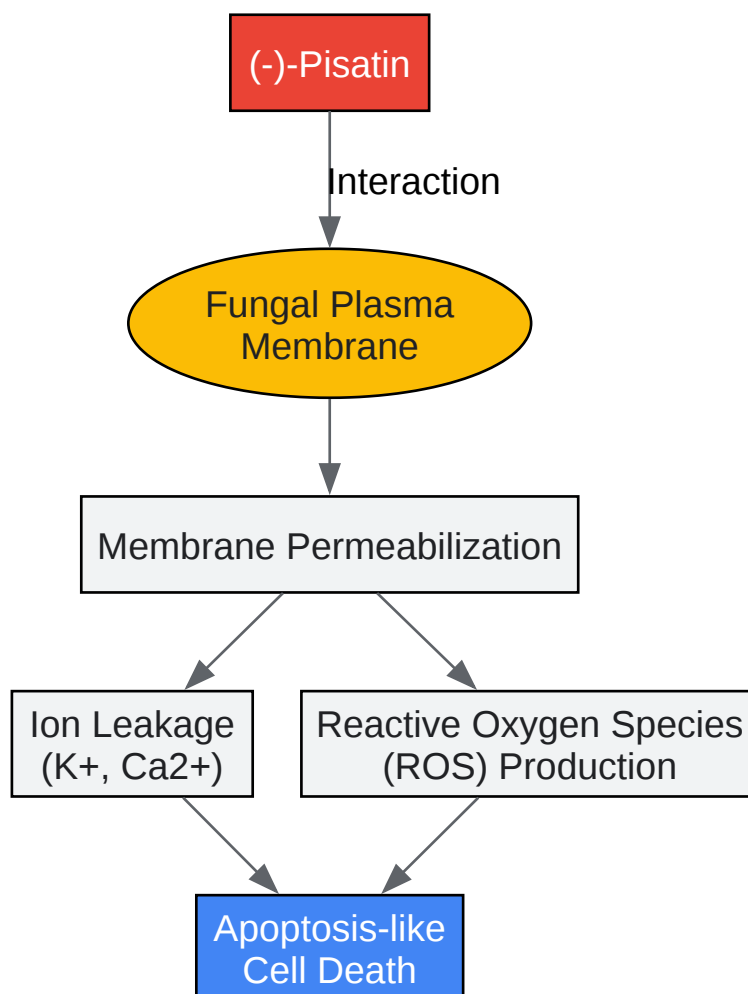 (-)-Pisatin
Interaction
Fungal Plasma
Membrane
Membrane Permeabilization
Ion Leakage
(K+, Ca2+)
Reactive Oxygen Species
(ROS) Production
Apoptosis-like
Cell Death